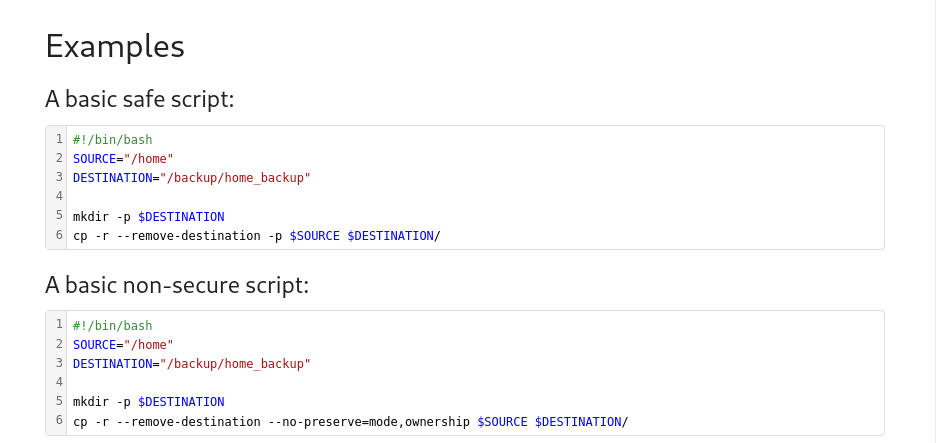 Examples
A basic safe script:
1 #!/bin/bash
2 SOURCE="/home"
3 DESTINATION="/backup/home_backup"
4
5 mkdir -p $DESTINATION
6 cp -r --remove-destination -p $SOURCE $DESTINATION/
A basic non-secure script:
1 #!/bin/bash
2 SOURCE="/home"
3 DESTINATION="/backup/home_backup"
4
5 mkdir -p $DESTINATION
6 cp -r --remove-destination --no-preserve=mode,ownership $SOURCE $DESTINATION/